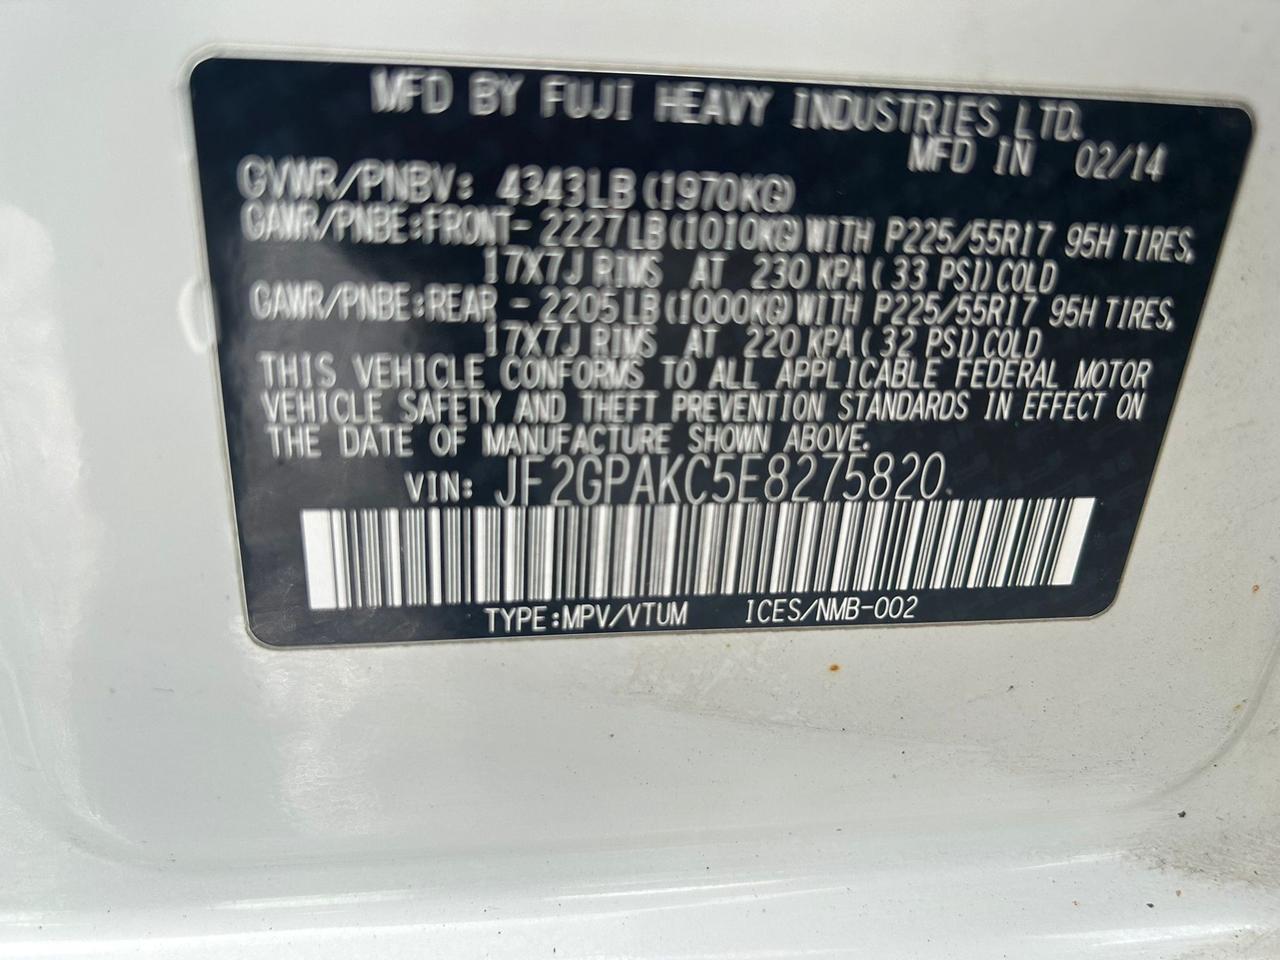 MFD BY FUJI HEAVY INDUSTRIES LTD.
MFD IN 02/14
GVWR/PNBV: 4343LB (1970KG)
GAWR/PNBE:FRONT- 2227LB (1010KG) WITH P225/55R17 95H TIRES,
17X7J RIMS AT 230 KPA ( 33 PSI) COLD
GAWR/PNBE:REAR - 2205LB (1000KG) WITH P225/55R17 95H TIRES,
17X7J RIMS AT 220 KPA ( 32 PSI) COLD
THIS VEHICLE CONFORMS TO ALL APPLICABLE FEDERAL MOTOR
VEHICLE SAFETY AND THEFT PREVENTION STANDARDS IN EFFECT ON
THE DATE OF MANUFACTURE SHOWN ABOVE.
VIN: JF2GPAKC5E8275820
TYPE:MPV/VTUM ICES/NMB-002